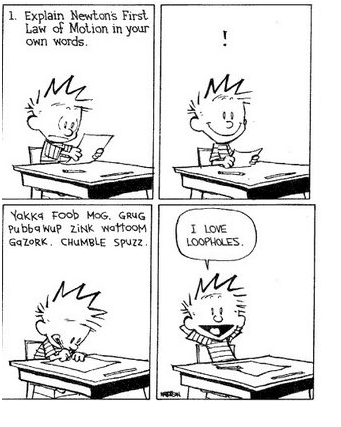 1. Explain Newton's First
Law of Motion in your
own words.
!
Yakka foob mog. Grug
pubbawup zink wattoom
gazork. Chumble spuzz.
I LOVE
LOOPHOLES.
WATTERSON